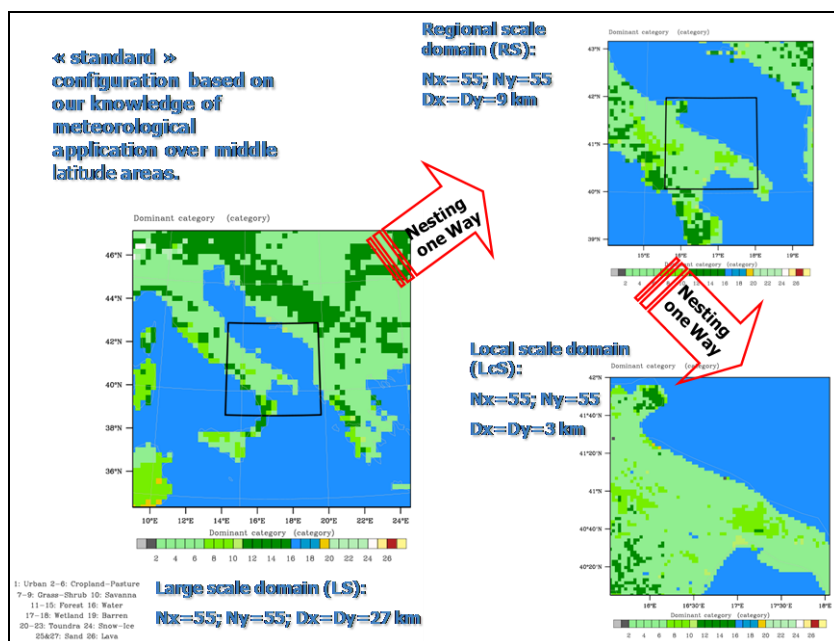 « standard »
configuration based on
our knowledge of
meteorological
application over middle
latitude areas.
Regional scale
domain (RS):
Nx=55; Ny=55
Dx=Dy=9 km
Dominant category (category)
43°N
42°N
41°N
40°N
39°N
15°E 16°E 17°E 18°E 19°E
Dominant category (category)
2 4 6 8 10 12 14 16 18 20 22 24 26 28
Nesting
one Way
Dominant category (category)
46°N
44°N
42°N
40°N
38°N
36°N
10°E 12°E 14°E 16°E 18°E 20°E 22°E 24°E
Dominant category (category)
2 4 6 8 10 12 14 16 18 20 22 24 26 28
Nesting
one Way
Local scale domain
(LcS):
Nx=55; Ny=55
Dx=Dy=3 km
Dominant category (category)
42°N
41°40'N
41°20'N
41°N
40°40'N
40°20'N
16°E 16°30'E 17°E 17°30'E 18°E
Dominant category (category)
2 4 6 8 10 12 14 16 18 20 22 24 26 28
1: Urban 2-6: Cropland-Pasture
7-9: Grass-Shrub 10: Savanna
11-15: Forest 16: Water
17-18: Wetland 19: Barren
20-23: Toundra 24: Snow-Ice
25&27: Sand 26: Lava
Large scale domain (LS):
Nx=55; Ny=55; Dx=Dy=27 km